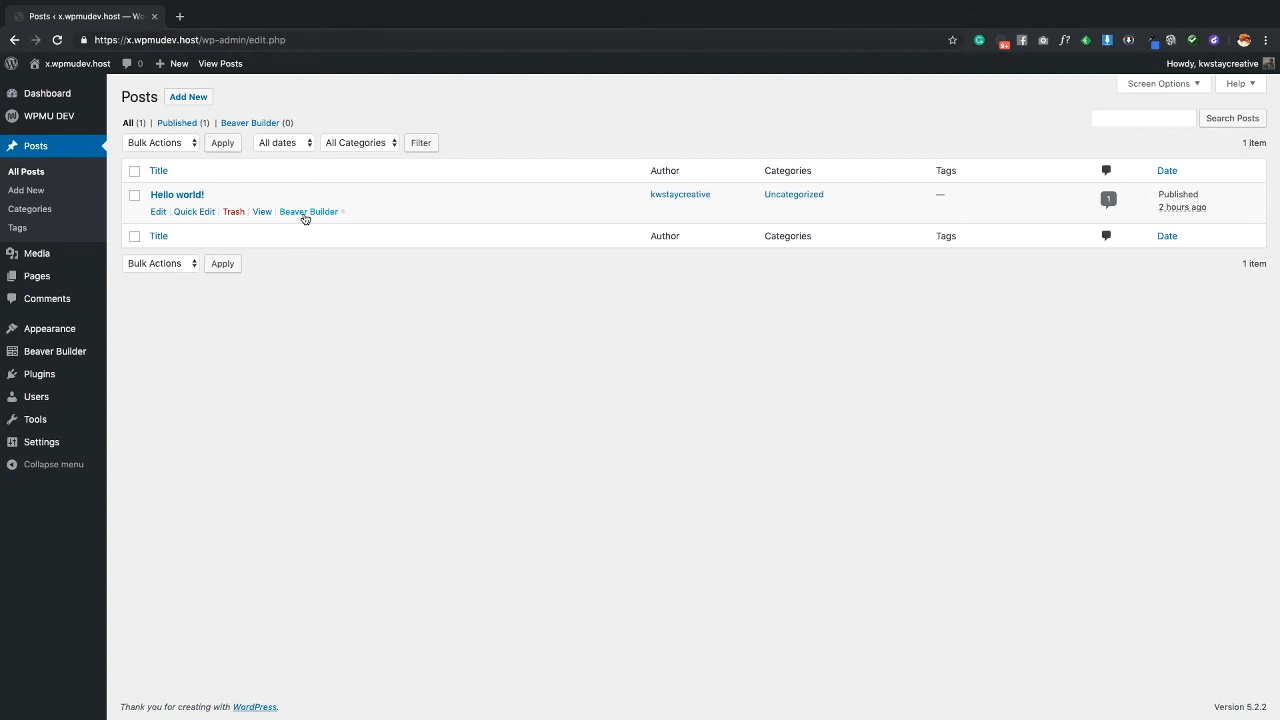 Posts ‹ x.wpmudev.host — Wo
https://x.wpmudev.host/wp-admin/edit.php
x.wpmudev.host 0 New View Posts Howdy, kwstaycreative
Dashboard
WPMU DEV
Posts
All Posts
Add New
Categories
Tags
Media
Pages
Comments
Appearance
Beaver Builder
Plugins
Users
Tools
Settings
Collapse menu
Screen Options Help
Posts Add New
All (1) | Published (1) | Beaver Builder (0)
Search Posts
Bulk Actions Apply All dates All Categories Filter 1 item
Title Author Categories Tags Date
Hello world! kwstaycreative Uncategorized — 1 Published
2 hours ago
Edit | Quick Edit | Trash | View | Beaver Builder
Title Author Categories Tags Date
Bulk Actions Apply 1 item
Thank you for creating with WordPress. Version 5.2.2